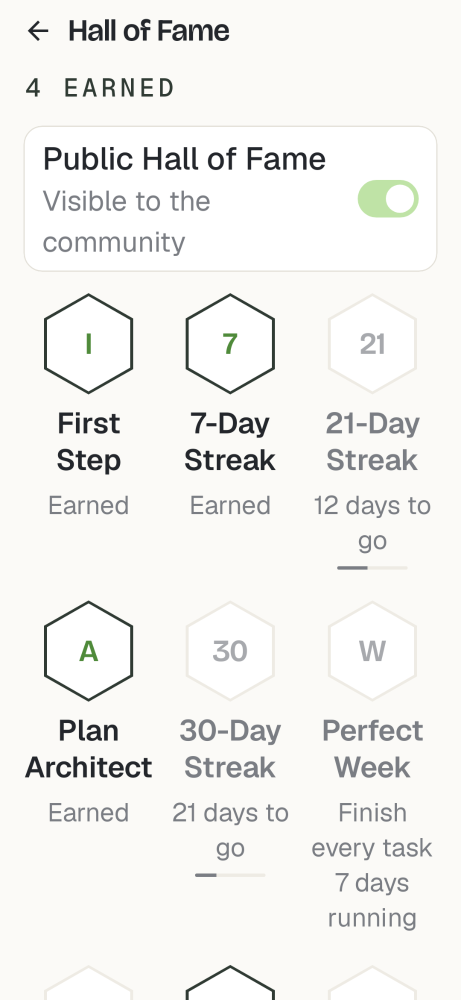 Hall of Fame
4 EARNED
Public Hall of Fame
Visible to the
community
I
7
21
First
Step
7-Day
Streak
21-Day
Streak
Earned
Earned
12 days to
go
A
30
W
Plan
Architect
30-Day
Streak
Perfect
Week
Earned
21 days to
go
Finish
every task
7 days
running